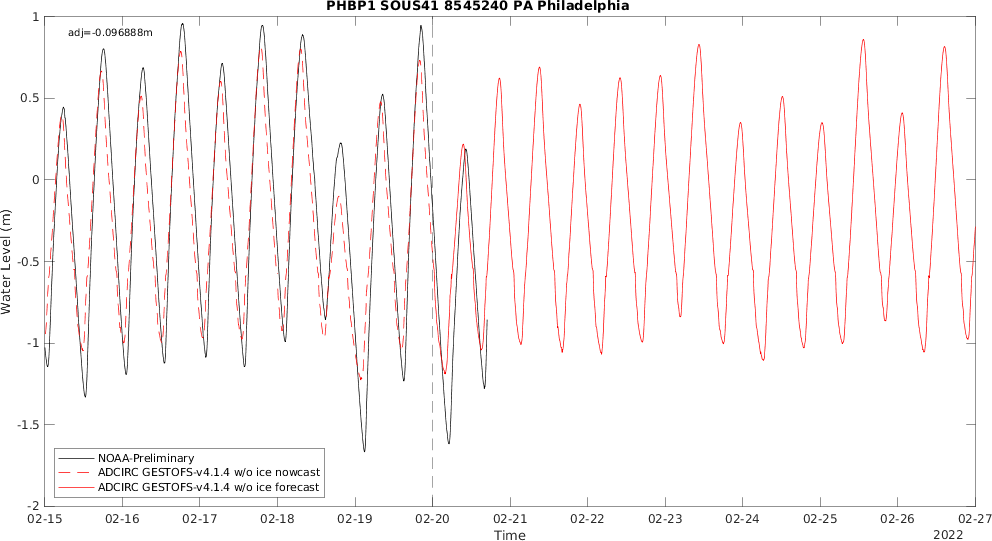 PHBP1 SOUS41 8545240 PA Philadelphia
adj=-0.096888m
1
0.5
0
-0.5
-1
-1.5
-2
Water Level (m)
NOAA-Preliminary
ADCIRC GESTOFS-v4.1.4 w/o ice nowcast
ADCIRC GESTOFS-v4.1.4 w/o ice forecast
02-15 02-16 02-17 02-18 02-19 02-20 02-21 02-22 02-23 02-24 02-25 02-26 02-27
Time
2022